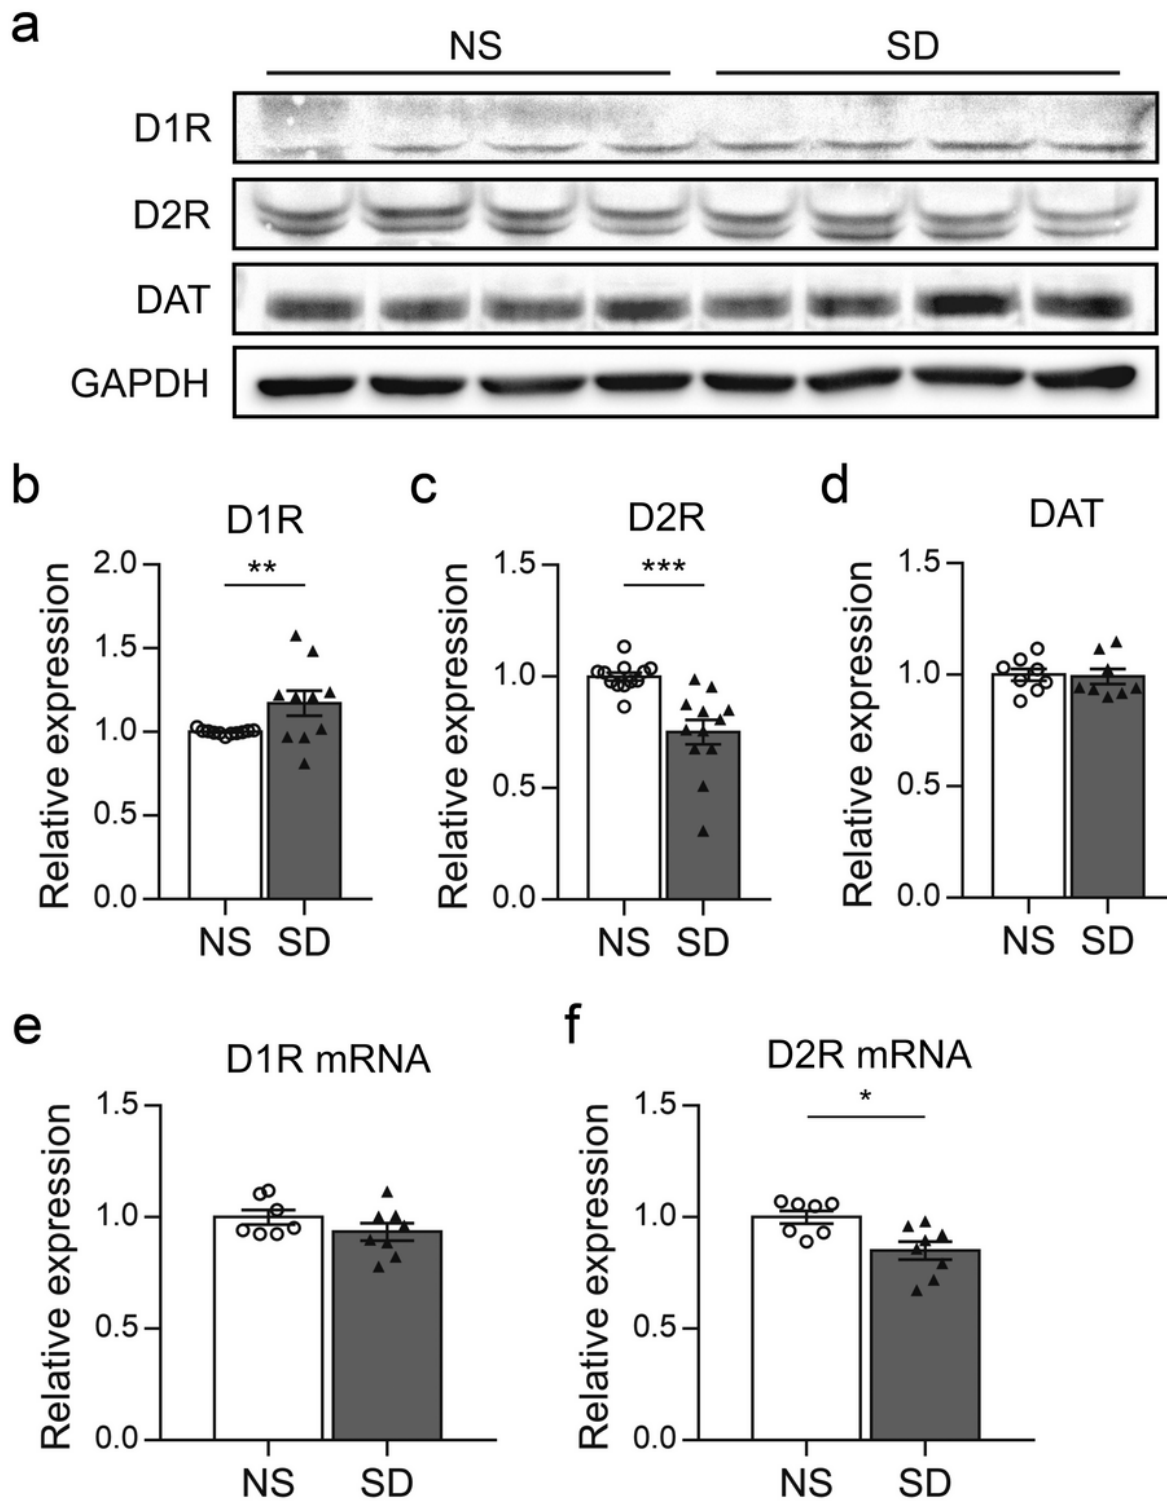 a
NS SD
D1R
D2R
DAT
GAPDH
b c d
D1R D2R DAT
2.0 1.5 1.5
** ***
1.5
1.0 1.0
1.0
0.5 0.5
0.5
0.0 0.0 0.0
Relative expression Relative expression Relative expression
NS SD NS SD NS SD
e f
D1R mRNA D2R mRNA
1.5 1.5
*
1.0 1.0
0.5 0.5
0.0 0.0
Relative expression Relative expression
NS SD NS SD